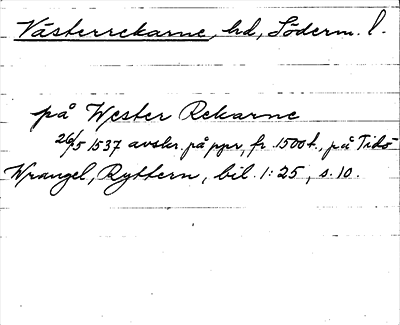 Västerrekarne, hd, Söderm. l.
på Wester Rekarne
26/5 1537 avskr. på ppr, fr. 1500t., på Tidö
Wrangel, Ryttern, bil. 1:25, s. 10.